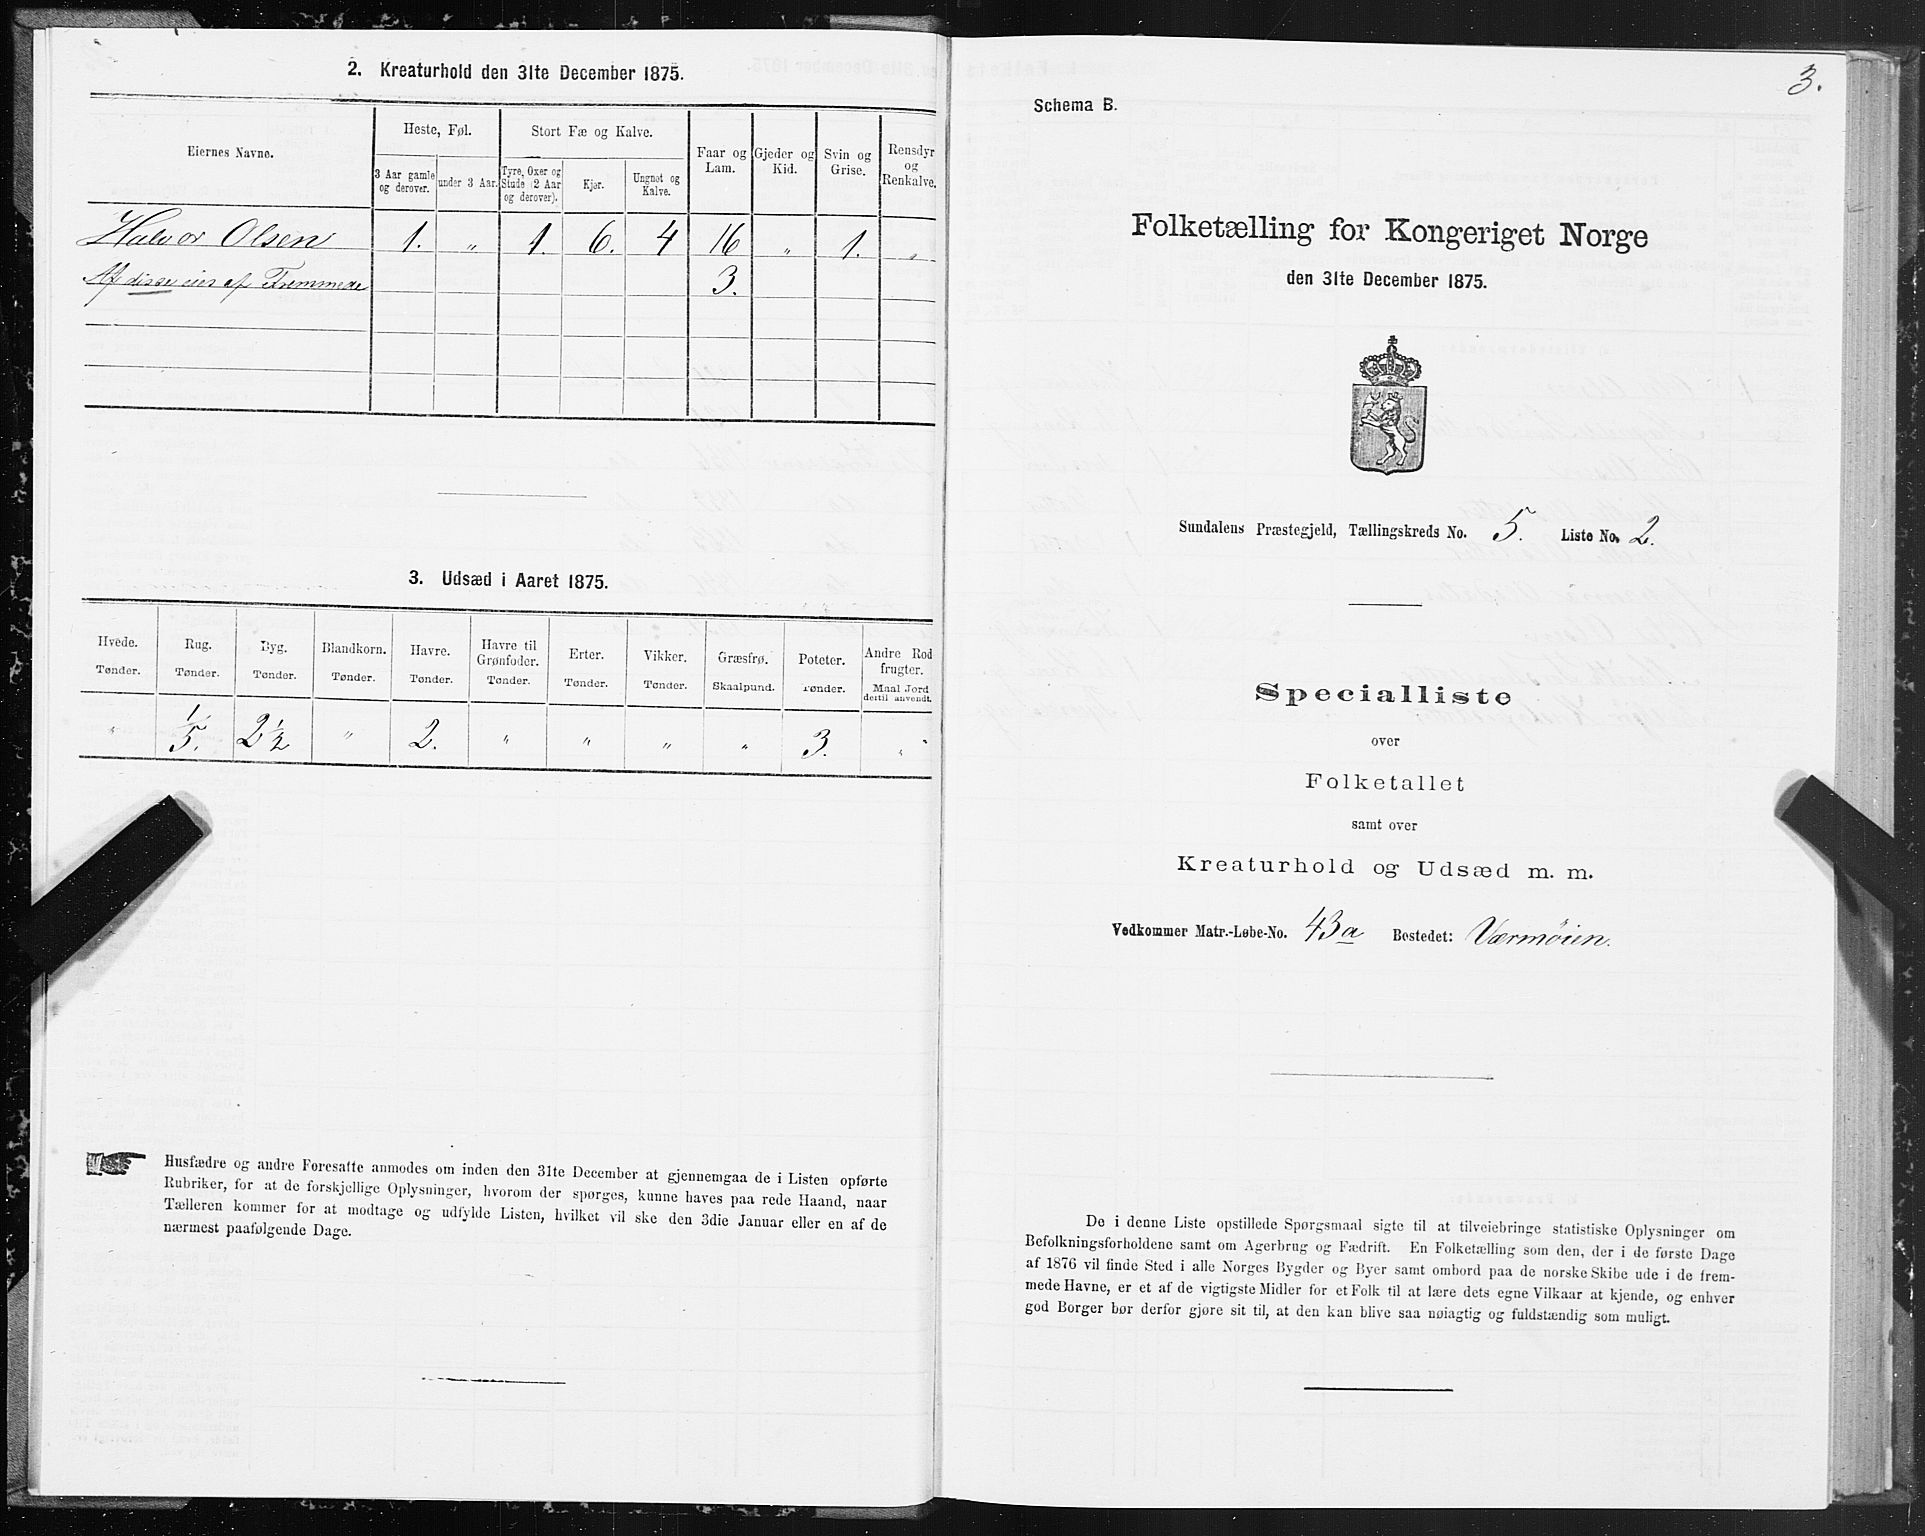 2. Kreaturhold den 31te December 1875.
Eiernes Navne.
Heste, Føl.
Stort Fæ og Kalve.
Faar og Lam.
Gjeder og Kid.
Svin og Grise.
Rensdyr og Renkalve.
3 Aar gamle og derover.
under 3 Aar.
Tyre, Oxer og Stude (2 Aar og derover).
Kjør.
Ungnøt og Kalve.
Halvor Olsen 1. „ 1. 6. 4 16 „ 1. „
Af disse eies af Fremmede 3.
3. Udsæd i Aaret 1875.
Hvede. Rug. Byg. Blandkorn. Havre. Havre til Grønfoder. Erter. Vikker. Græsfrø. Poteter. Andre Rodfrugter.
Tønder. Tønder. Tønder. Tønder. Tønder. Tønder. Tønder. Tønder. Skaalpund. Tønder. Maal Jord dertil anvendt.
„ 1/5. 2 1/2 „ 2. „ „ „ „ 3. „ „
Husfædre og andre Foresatte anmodes om inden den 31te December at gjennemgaa de i Listen opførte
Rubriker, for at de forskjellige Oplysninger, hvorom der spørges, kunne haves paa rede Haand, naar
Tælleren kommer for at modtage og udfylde Listen, hvilket vil ske den 3die Januar eller en af de
nærmest paafølgende Dage.
3.
Schema B.
Folketælling for Kongeriget Norge
den 31te December 1875.
Sundalens Præstegjeld, Tællingskreds No. 5. Liste No. 2.
Specialliste
over
Folketallet
samt over
Kreaturhold og Udsæd m. m.
Vedkommer Matr.-Løbe-No. 43a Bostedet: Værmøien.
De i denne Liste opstillede Spørgsmaal sigte til at tilveiebringe statistiske Oplysninger om
Befolkningsforholdene samt om Agerbrug og Fædrift. En Folketælling som den, der i de første Dage
af 1876 vil finde Sted i alle Norges Bygder og Byer samt ombord paa de norske Skibe ude i de frem-
mede Havne, er et af de vigtigste Midler for et Folk til at lære dets egne Vilkaar at kjende, og enhver
god Borger bør derfor gjøre sit til, at den kan blive saa nøiagtig og fuldstændig som muligt.